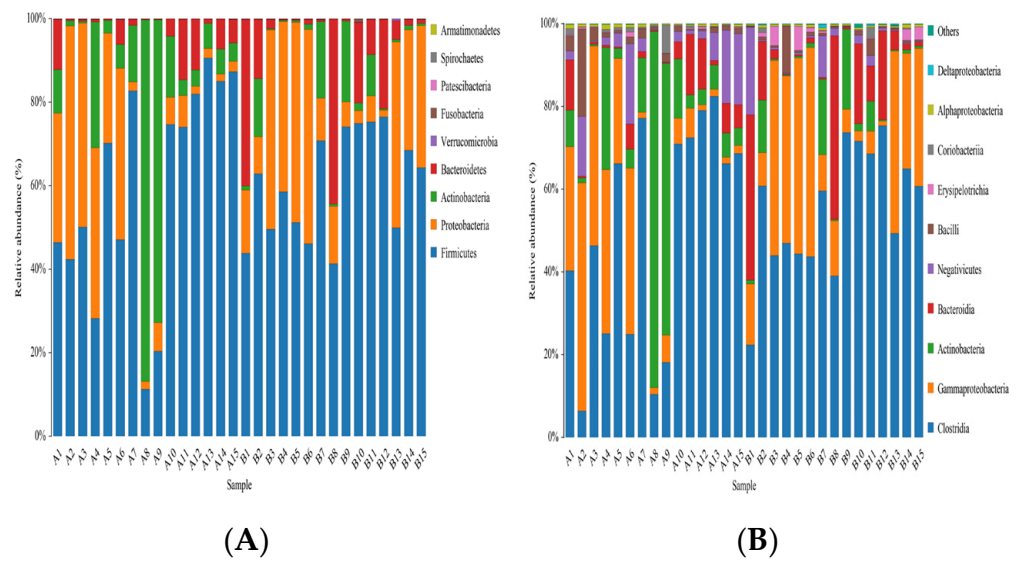 100%
80%
60%
40%
20%
0%
Relative abundance (%)
A1 A2 A3 A4 A5 A6 A7 A8 A9 A10 A11 A12 A13 A14 A15 B1 B2 B3 B4 B5 B6 B7 B8 B9 B10 B11 B12 B13 B14 B15
Sample
Armatimonadetes
Spirochaetes
Patescibacteria
Fusobacteria
Verrucomicrobia
Bacteroidetes
Actinobacteria
Proteobacteria
Firmicutes
(A)
100%
80%
60%
40%
20%
0%
Relative abundance (%)
A1 A2 A3 A4 A5 A6 A7 A8 A9 A10 A11 A12 A13 A14 A15 B1 B2 B3 B4 B5 B6 B7 B8 B9 B10 B11 B12 B13 B14 B15
Sample
Others
Deltaproteobacteria
Alphaproteobacteria
Coriobacteriia
Erysipelotrichia
Bacilli
Negativicutes
Bacteroidia
Actinobacteria
Gammaproteobacteria
Clostridia
(B)